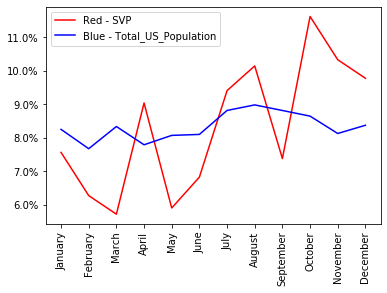 Red - SVP
Blue - Total_US_Population
11.0%
10.0%
9.0%
8.0%
7.0%
6.0%
January
February
March
April
May
June
July
August
September
October
November
December